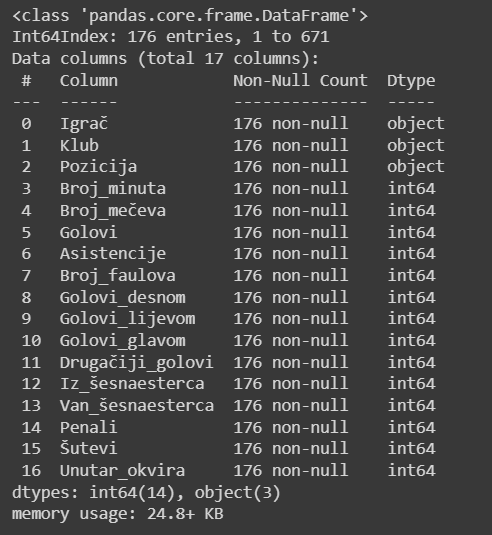 <class 'pandas.core.frame.DataFrame'>
Int64Index: 176 entries, 1 to 671
Data columns (total 17 columns):
 #   Column            Non-Null Count  Dtype
---  ------            --------------  -----
 0   Igrač             176 non-null    object
 1   Klub              176 non-null    object
 2   Pozicija          176 non-null    object
 3   Broj_minuta       176 non-null    int64
 4   Broj_mečeva       176 non-null    int64
 5   Golovi            176 non-null    int64
 6   Asistencije       176 non-null    int64
 7   Broj_faulova      176 non-null    int64
 8   Golovi_desnom     176 non-null    int64
 9   Golovi_lijevom    176 non-null    int64
 10  Golovi_glavom     176 non-null    int64
 11  Drugačiji_golovi  176 non-null    int64
 12  Iz_šesnaesterca   176 non-null    int64
 13  Van_šesnaesterca  176 non-null    int64
 14  Penali            176 non-null    int64
 15  Šutevi            176 non-null    int64
 16  Unutar_okvira     176 non-null    int64
dtypes: int64(14), object(3)
memory usage: 24.8+ KB